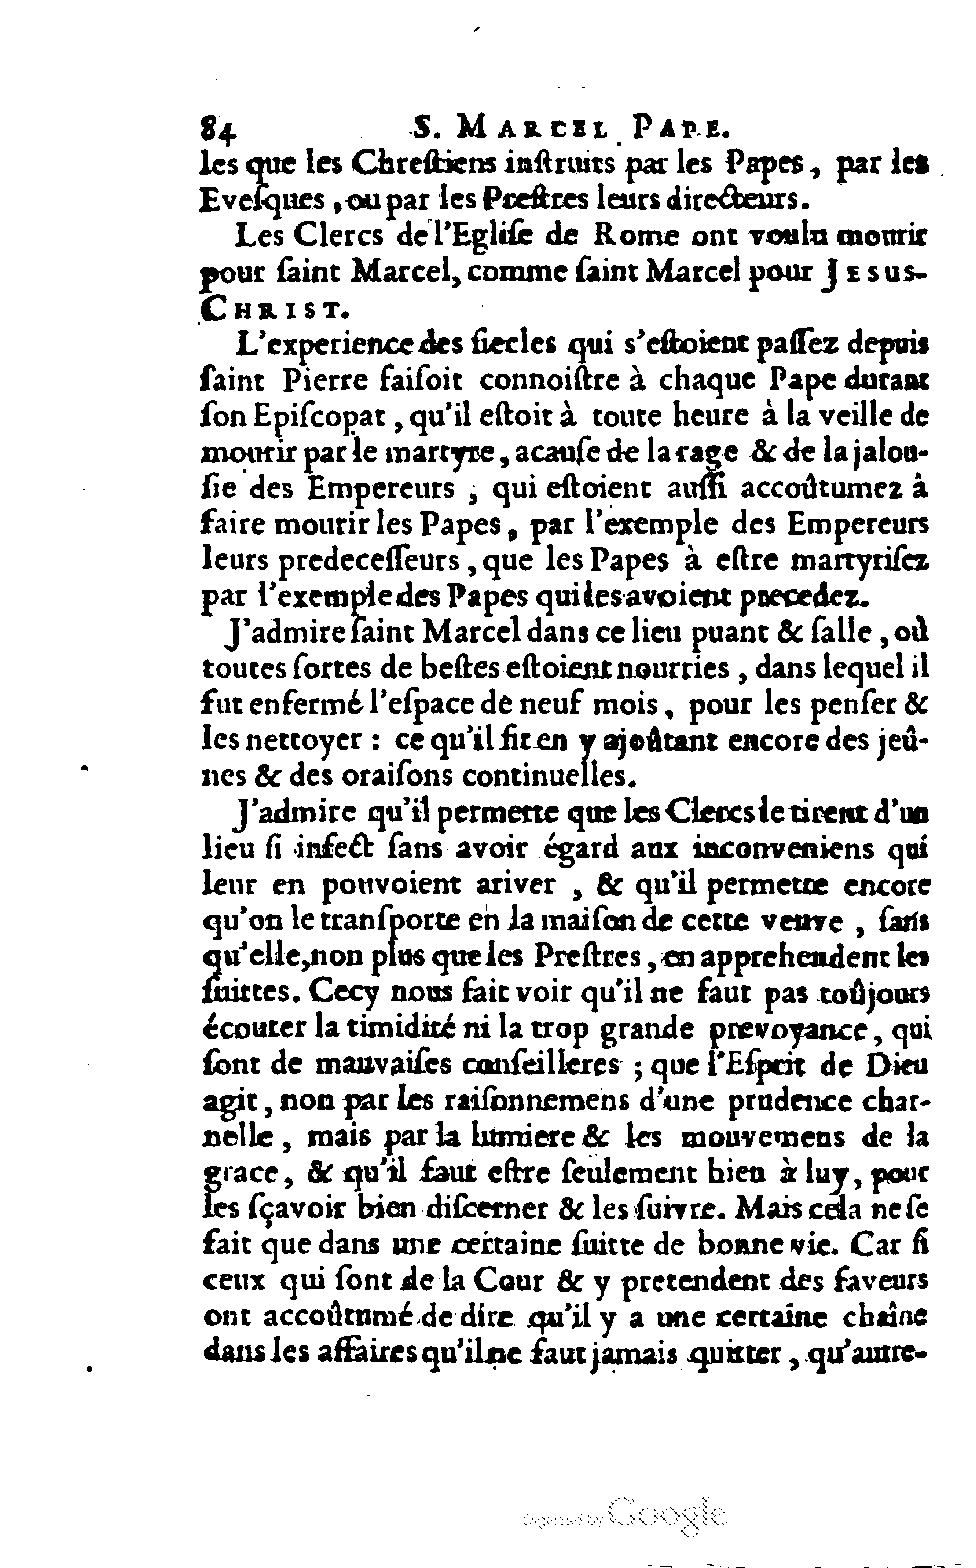 84 S. MARCEL PAPE.
les que les Chreſtiens inſtruits par les Papes, par les
Eveſques, ou par les Preſtres leurs directeurs.
Les Clercs de l'Egliſe de Rome ont voulu mourir
pour ſaint Marcel, comme ſaint Marcel pour JESUS-
CHRIST.
L'experience des ſiecles qui s'eſtoient paſſez depuis
ſaint Pierre faiſoit connoiſtre à chaque Pape durant
ſon Epiſcopat, qu'il eſtoit à toute heure à la veille de
mourir par le martyre, acauſe de la rage & de la jalou-
ſie des Empereurs, qui eſtoient auſſi accoûtumez à
faire mourir les Papes, par l'exemple des Empereurs
leurs predeceſſeurs, que les Papes à eſtre martyriſez
par l'exemple des Papes qui les avoient precedez.
J'admire ſaint Marcel dans ce lieu puant & ſalle, où
toutes ſortes de beſtes eſtoient nourries, dans lequel il
fut enfermé l'eſpace de neuf mois, pour les penſer &
les nettoyer : ce qu'il fit en y ajoûtant encore des jeû-
nes & des oraiſons continuelles.
J'admire qu'il permette que les Clercs le tirent d'un
lieu ſi infect ſans avoir égard aux inconveniens qui
leur en pouvoient ariver, & qu'il permette encore
qu'on le tranſporte en la maiſon de cette veuve, ſans
qu'elle, non plus que les Preſtres, en apprehendent les
ſuittes. Cecy nous fait voir qu'il ne faut pas toûjours
écouter la timidité ni la trop grande prevoyance, qui
ſont de mauvaiſes conſeilleres ; que l'Eſprit de Dieu
agit, non par les raiſonnemens d'une prudence char-
nelle, mais par la lumiere & les mouvemens de la
grace, & qu'il faut eſtre ſeulement bien à luy, pour
les ſçavoir bien diſcerner & les ſuivre. Mais cela ne ſe
fait que dans une certaine ſuitte de bonne vie. Car ſi
ceux qui ſont de la Cour & y pretendent des faveurs
ont accoûtumé de dire qu'il y a une certaine chaîne
dans les affaires qu'il ne faut jamais quitter, qu'autre-
Digitized by Google